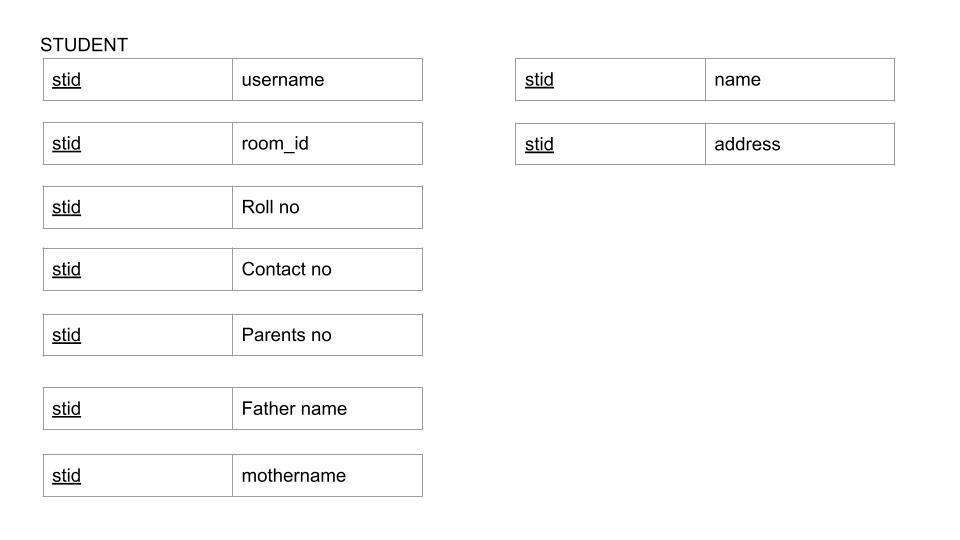 STUDENT
stid username
stid room_id
stid Roll no
stid Contact no
stid Parents no
stid Father name
stid mothername
stid name
stid address